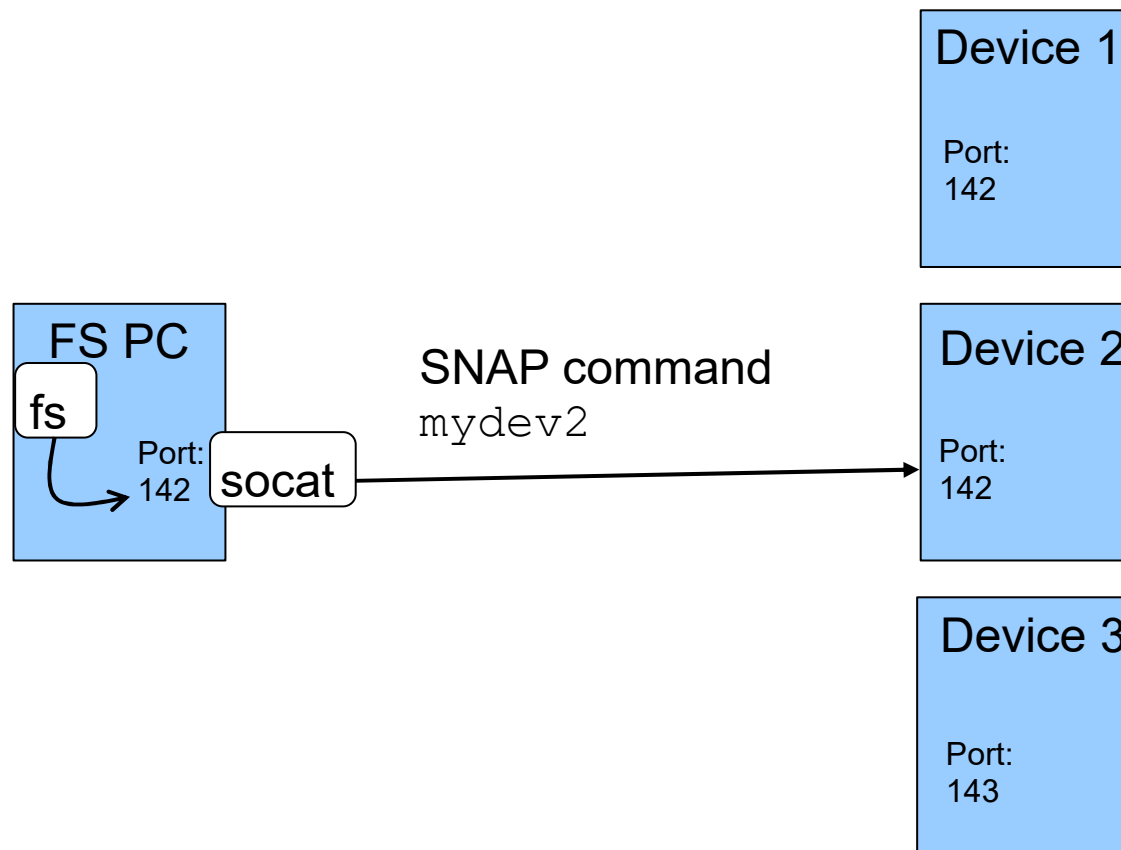 Device 1
Port:
142
FS PC
fs
Port:
142
socat
SNAP command
mydev2
Device 2
Port:
142
Device 3
Port:
143